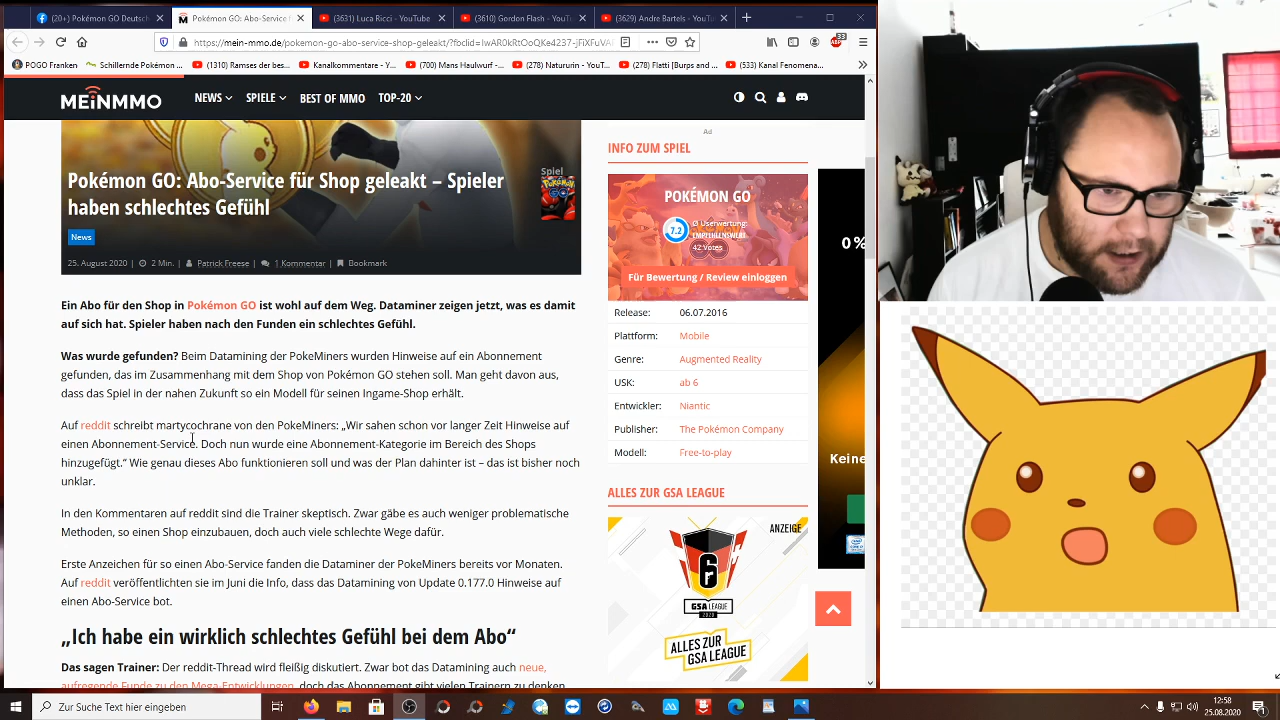 (20+) Pokémon GO Deutsch
Pokémon GO: Abo-Service f
(3631) Luca Ricci - YouTube
(3610) Gordon Flash - YouTub
(3629) Andre Bartels - YouTub
https://mein-mmo.de/pokemon-go-abo-service-shop-geleakt/?fbclid=IwAR0kRtOoQKe4237-jFiXFuVAF
33
POGO Franken
Schillernde Pokémon ...
(1310) Ramses der bes...
Kanalkommentare - Y...
(700) Mans Haulwurf - ...
(278) Naturirin - YouT...
(278) Flatti [Burps and ...
(533) Kanal Fenomena...
MEINMMO
NEWS
SPIELE
BEST OF MMO
TOP-20
Pokémon GO: Abo-Service für Shop geleakt – Spieler
haben schlechtes Gefühl
Spiel
News
25. August 2020 | 2 Min. | Patrick Freese | 1 Kommentar | Bookmark
Ein Abo für den Shop in Pokémon GO ist wohl auf dem Weg. Dataminer zeigen jetzt, was es damit
auf sich hat. Spieler haben nach den Funden ein schlechtes Gefühl.
Was wurde gefunden? Beim Datamining der PokeMiners wurden Hinweise auf ein Abonnement
gefunden, das im Zusammenhang mit dem Shop von Pokémon GO stehen soll. Man geht davon aus,
dass das Spiel in der nahen Zukunft so ein Modell für seinen Ingame-Shop erhält.
Auf reddit schreibt martycochrane von den PokeMiners: „Wir sahen schon vor langer Zeit Hinweise auf
einen Abonnement-Service. Doch nun wurde eine Abonnement-Kategorie im Bereich des Shops
hinzugefügt.“ Wie genau dieses Abo funktionieren soll und was der Plan dahinter ist – das ist bisher noch
unklar.
In den Kommentaren auf reddit sind die Trainer skeptisch. Zwar gäbe es auch weniger problematische
Methoden, so einen Shop einzubauen, doch auch viele schlechte Wege dafür.
Erste Anzeichen für so einen Abo-Service fanden die Dataminer der PokeMiners bereits vor Monaten.
Auf reddit veröffentlichten sie im Juni die Info, dass das Datamining von Update 0.177.0 Hinweise auf
einen Abo-Service bot.
„Ich habe ein wirklich schlechtes Gefühl bei dem Abo“
Das sagen Trainer: Der reddit-Thread wird fleißig diskutiert. Zwar bot das Datamining auch neue,
aufregende Funde zu den Mega-Entwicklungen, doch das Abonnement gibt vielen Trainern zu denken
Ad
INFO ZUM SPIEL
POKÉMON GO
7.2
Ø Userwertung:
EMPFEHLENSWERT
42 Votes
Für Bewertung / Review einloggen
Release: 06.07.2016
Plattform: Mobile
Genre: Augmented Reality
USK: ab 6
Entwickler: Niantic
Publisher: The Pokémon Company
Modell: Free-to-play
ALLES ZUR GSA LEAGUE
ANZEIGE
6
GSA LEAGUE
2020
ALLES ZUR
GSA LEAGUE
0%
Keine
Zur Suche Text hier eingeben
12:58
25.08.2020